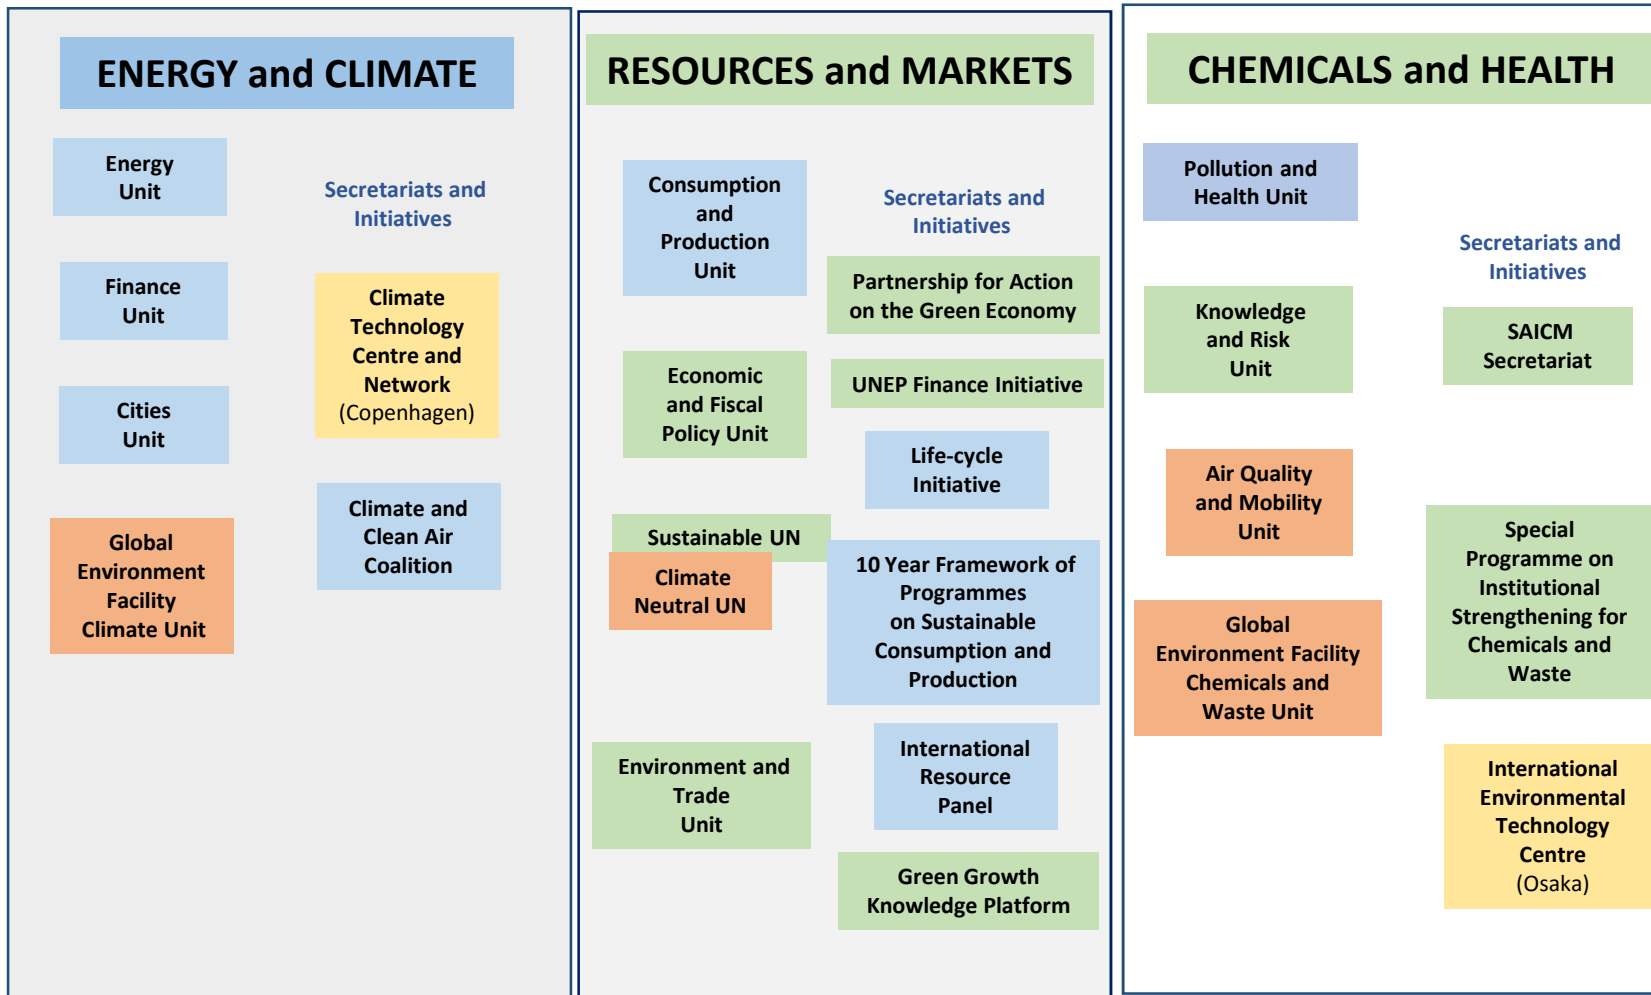 ENERGY and CLIMATE
Energy
Unit
Finance
Unit
Cities
Unit
Global
Environment
Facility
Climate Unit
Secretariats and
Initiatives
Climate
Technology
Centre and
Network
(Copenhagen)
Climate and
Clean Air
Coalition
RESOURCES and MARKETS
Consumption
and
Production
Unit
Economic
and Fiscal
Policy Unit
Sustainable UN
Climate
Neutral UN
Environment and
Trade
Unit
Secretariats and
Initiatives
Partnership for Action
on the Green Economy
UNEP Finance Initiative
Life-cycle
Initiative
10 Year Framework of
Programmes
on Sustainable
Consumption and
Production
International
Resource
Panel
Green Growth
Knowledge Platform
CHEMICALS and HEALTH
Pollution and
Health Unit
Knowledge
and Risk
Unit
Air Quality
and Mobility
Unit
Global
Environment Facility
Chemicals and
Waste Unit
Secretariats and
Initiatives
SAICM
Secretariat
Special
Programme on
Institutional
Strengthening for
Chemicals and
Waste
International
Environmental
Technology
Centre
(Osaka)